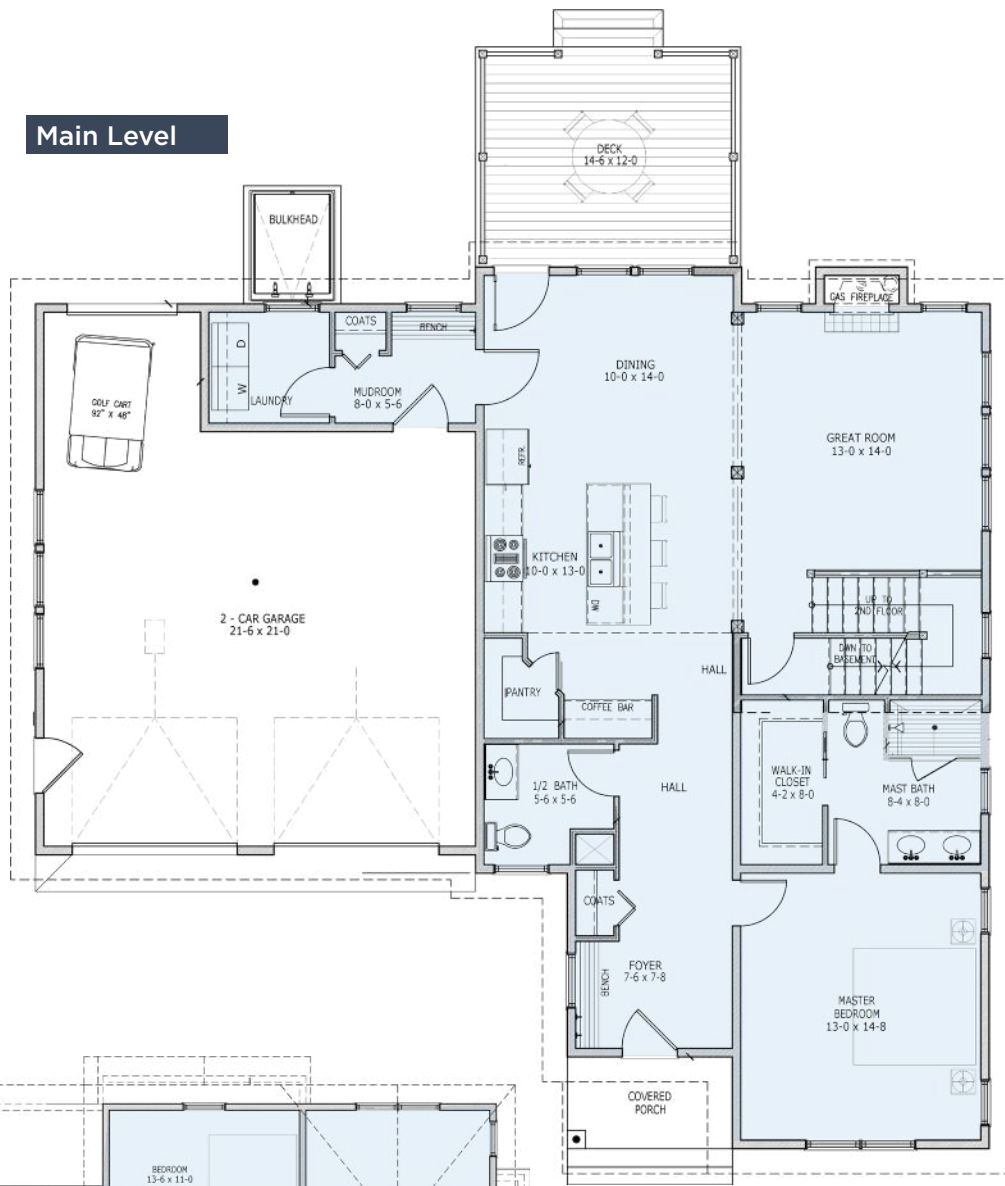 Main Level
DECK
14-6 x 12-0
BULKHEAD
GAS FIREPLACE
COATS
BENCH
D
W
LAUNDRY
MUDROOM
8-0 x 5-6
GOLF CART
92" X 48"
DINING
10-0 x 14-0
GREAT ROOM
13-0 x 14-0
REFR.
KITCHEN
10-0 x 13-0
DW
2 - CAR GARAGE
21-6 x 21-0
UP TO
2ND FLOOR
DWN TO
BASEMENT
HALL
PANTRY
COFFEE BAR
1/2 BATH
5-6 x 5-6
HALL
WALK-IN
CLOSET
4-2 x 8-0
MAST BATH
8-4 x 8-0
COATS
FOYER
7-6 x 7-8
BENCH
MASTER
BEDROOM
13-0 x 14-8
COVERED
PORCH
BEDROOM
13-6 x 11-0